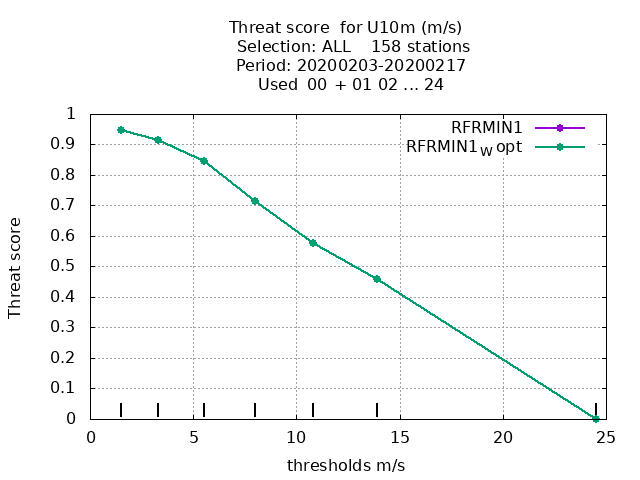 Threat score  for U10m (m/s)
Selection: ALL    158 stations
Period: 20200203-20200217
Used  00  + 01 02 ... 24
RFRMIN1
RFRMIN1W opt
Threat score
1
0.9
0.8
0.7
0.6
0.5
0.4
0.3
0.2
0.1
0
0 5 10 15 20 25
thresholds m/s